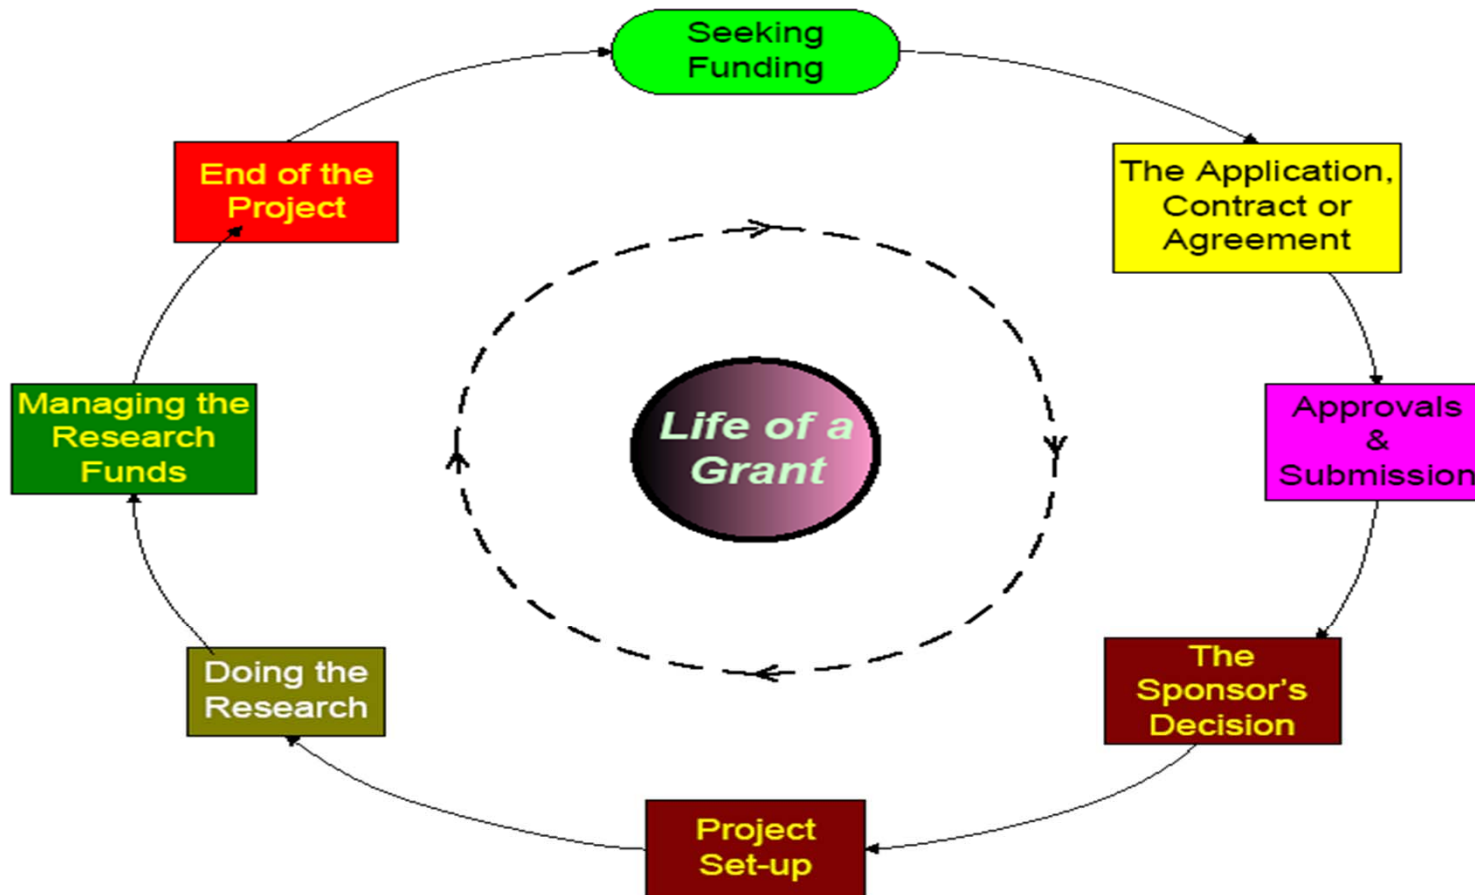 Seeking
Funding
The Application,
Contract or
Agreement
Approvals
&
Submission
The
Sponsor's
Decision
Project
Set-up
Doing the
Research
Managing the
Research
Funds
End of the
Project
Life of a
Grant